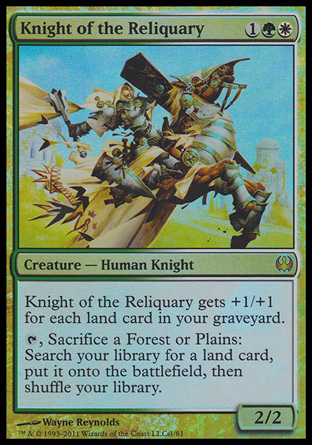 Knight of the Reliquary 1
Creature — Human Knight
Knight of the Reliquary gets +1/+1
for each land card in your graveyard.
, Sacrifice a Forest or Plains:
Search your library for a land card,
put it onto the battlefield, then
shuffle your library.
Wayne Reynolds
™ & © 1993-2011 Wizards of the Coast LLC 1/81
2/2